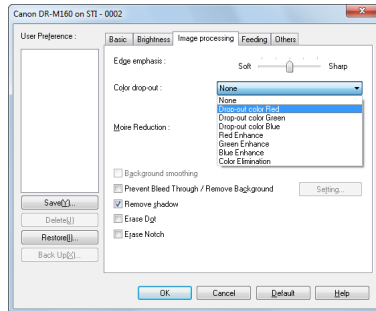 Canon DR-M160 on STI - 0002
User Preference :
Basic Brightness Image processing Feeding Others
Edge emphasis :
Soft Sharp
Color drop-out :
None
None
Drop-out color Red
Drop-out color Green
Drop-out color Blue
Red Enhance
Green Enhance
Blue Enhance
Color Elimination
Moire Reduction :
Background smoothing
Prevent Bleed Through / Remove Background
Setting...
Remove shadow
Erase Dot
Erase Notch
Save(Y)...
Delete(J)
Restore(I)...
Back Up(X)...
OK Cancel Default Help